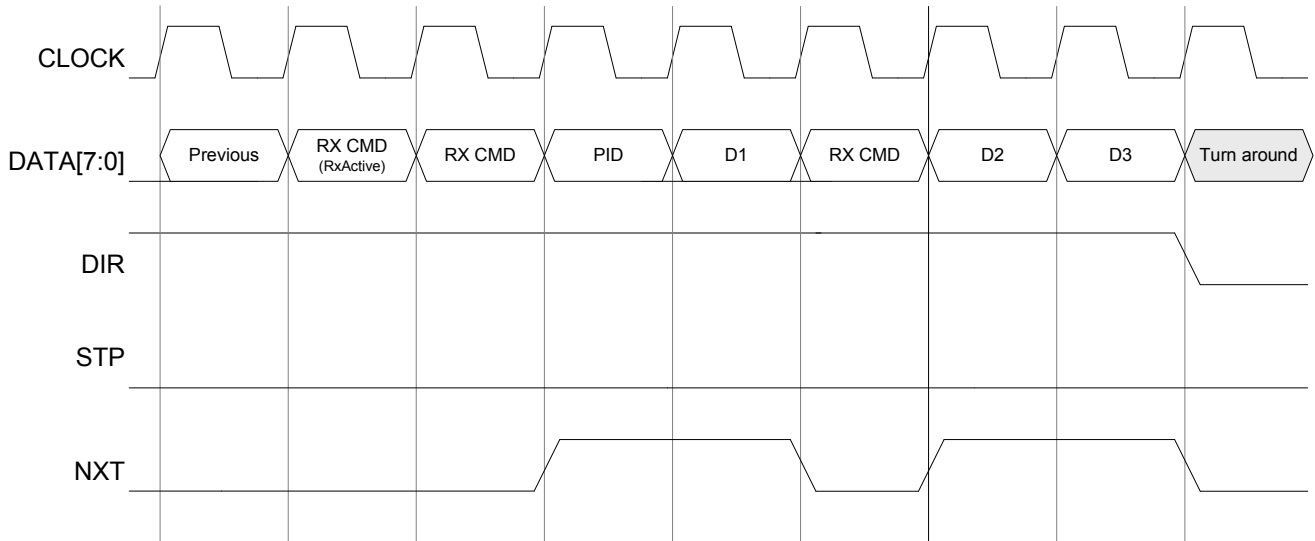 CLOCK
DATA[7:0]
Previous
RX CMD
(RxActive)
RX CMD
PID
D1
RX CMD
D2
D3
Turn around
DIR
STP
NXT